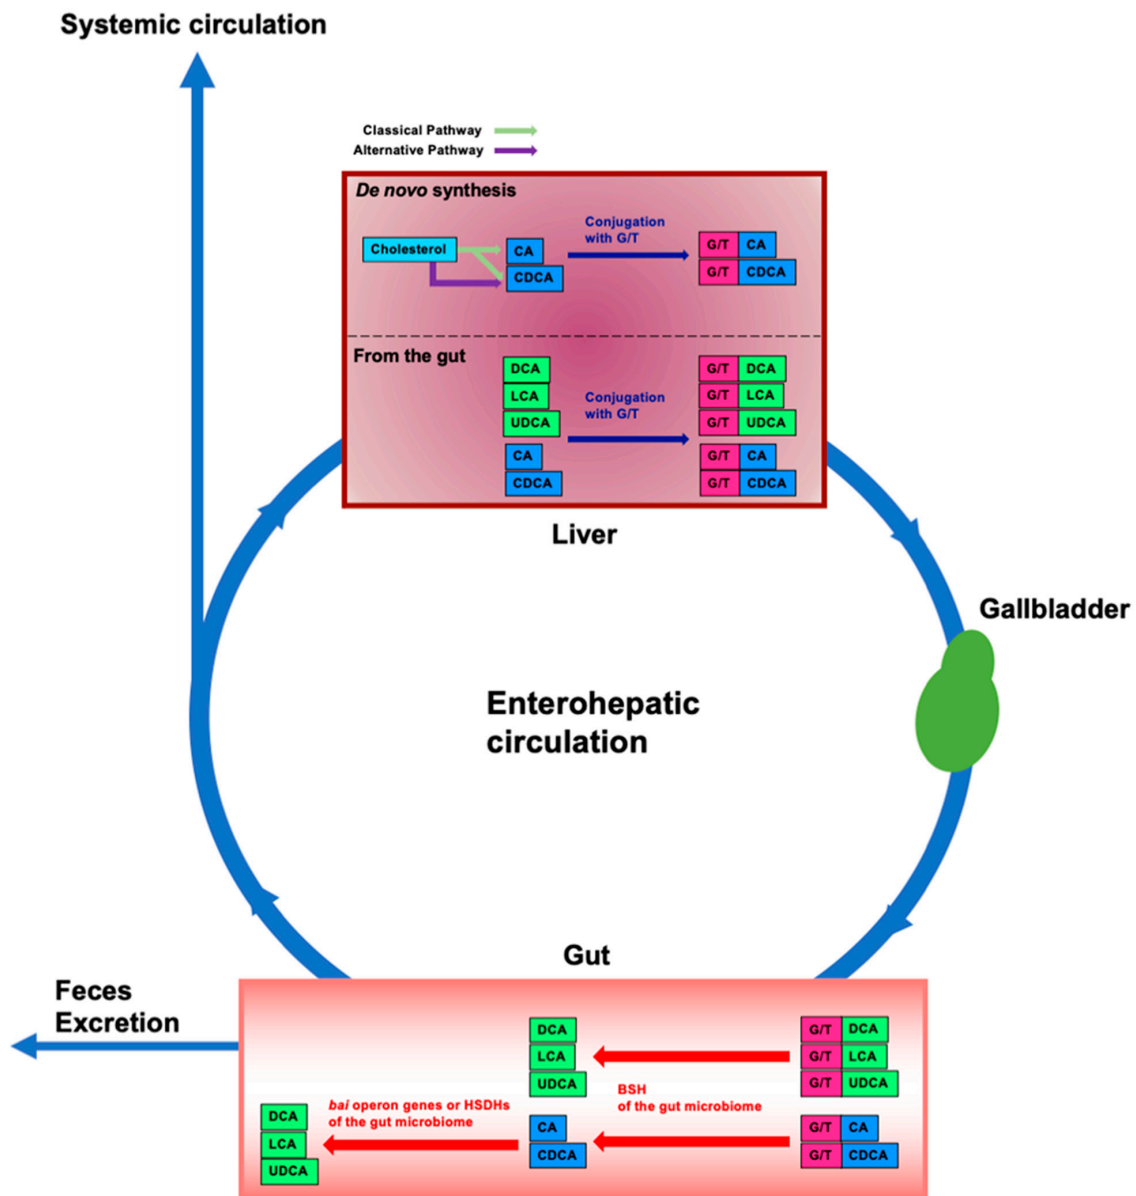 Systemic circulation
Classical Pathway
Alternative Pathway
De novo synthesis
Conjugation
with G/T
Cholesterol
CA
CDCA
G/T CA
G/T CDCA
From the gut
DCA
LCA
UDCA
CA
CDCA
Conjugation
with G/T
G/T DCA
G/T LCA
G/T UDCA
G/T CA
G/T CDCA
Liver
Gallbladder
Enterohepatic
circulation
Gut
Feces
Excretion
G/T DCA
G/T LCA
G/T UDCA
G/T CA
G/T CDCA
BSH
of the gut microbiome
DCA
LCA
UDCA
CA
CDCA
bai operon genes or HSDHs
of the gut microbiome
DCA
LCA
UDCA